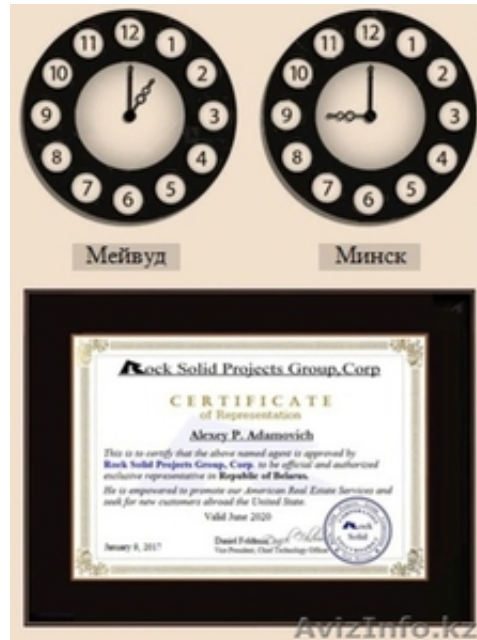 12
11 1
10 2
9 3
8 4
7 5
6
12
11 1
10 2
9 3
8 4
7 5
6
Мейвуд
Минск
Rock Solid Projects Group,Corp
CERTIFICATE
of Representation
Alexey P. Adamovich
This is to certify that the above named agent is approved by
Rock Solid Projects Group, Corp. to be official and authorized
exclusive representative in Republic of Belarus.
He is empowered to promote our American Real Estate Services and
seek for new customers abroad the United State.
Valid June 2020
January 8, 2017
Daniel Feldman
Vice President, Chief Technology Officer
Rock
Solid
AvizInfo.kz